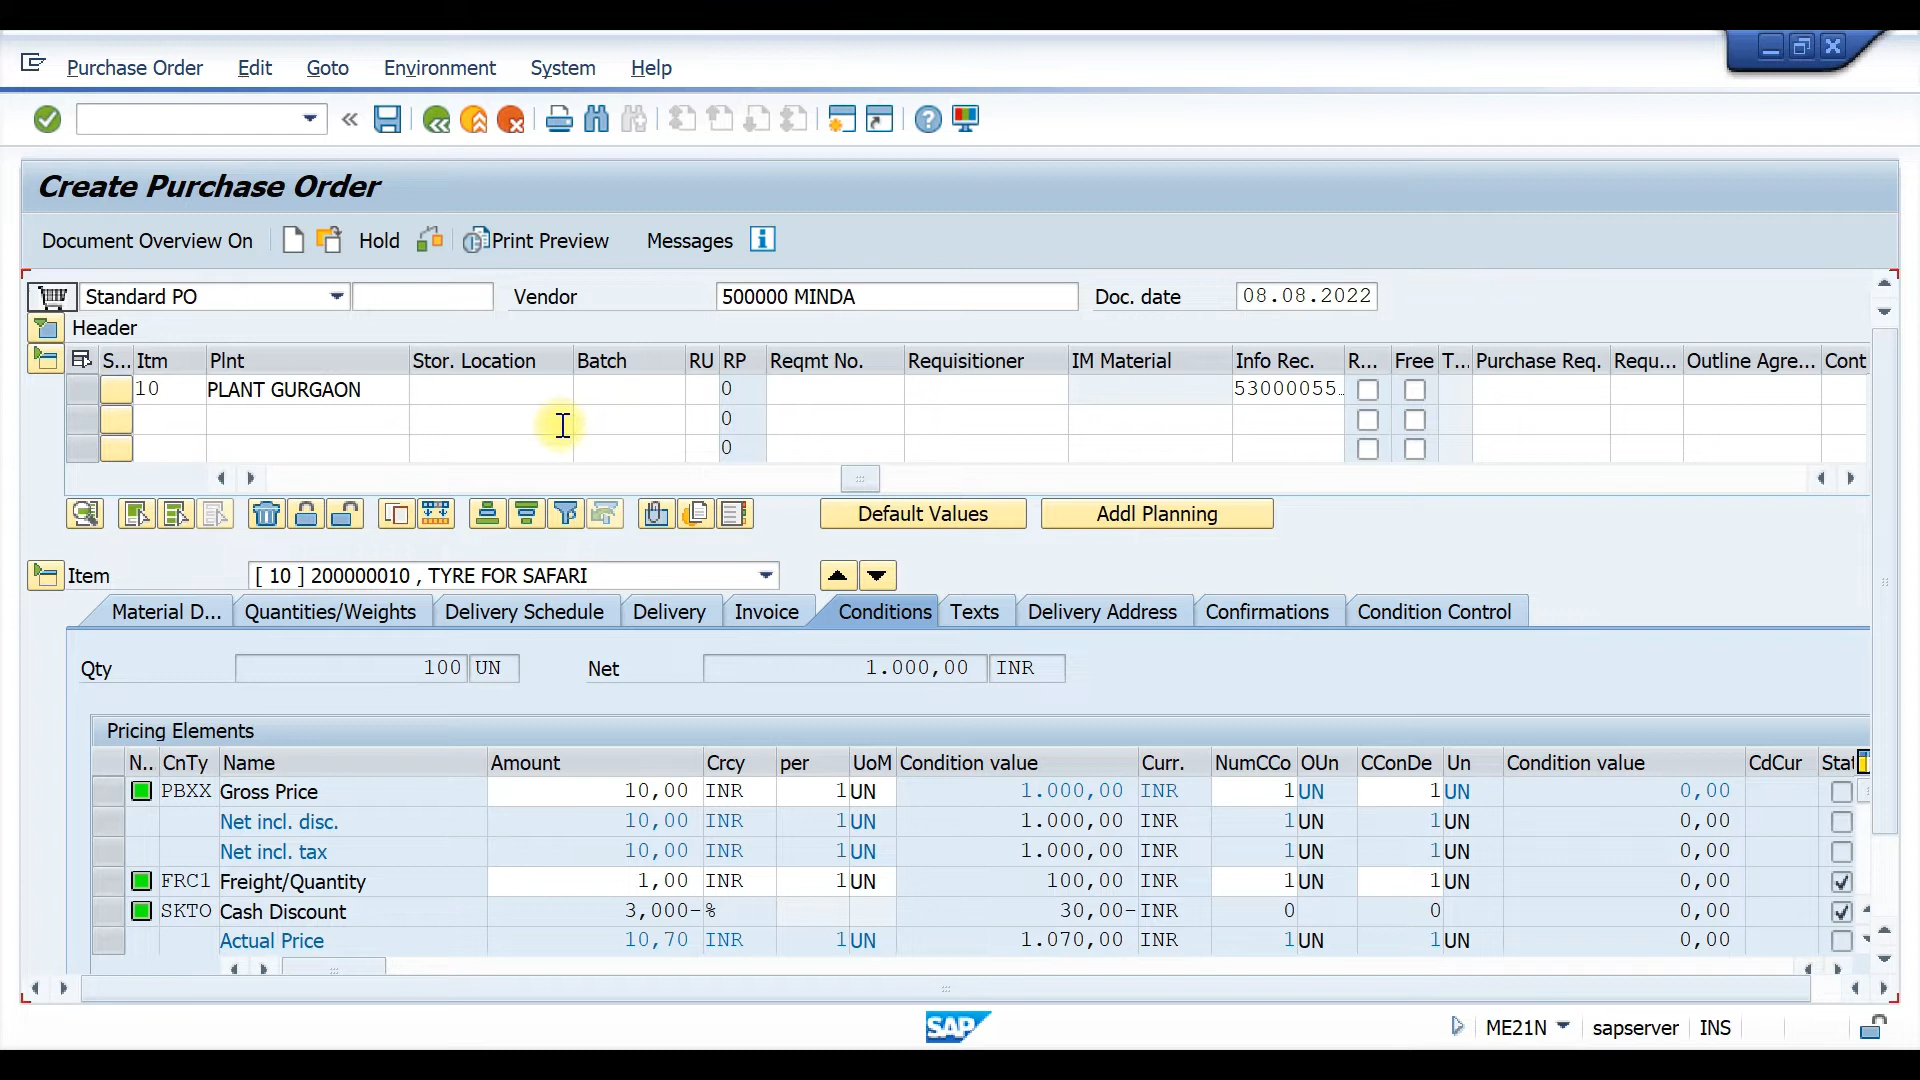 Purchase Order Edit Goto Environment System Help
Create Purchase Order
Document Overview On Hold Print Preview Messages
Standard PO Vendor 500000 MINDA Doc. date 08.08.2022
Header
S... Itm Plnt Stor. Location Batch RU RP Reqmt No. Requisitioner IM Material Info Rec. R... Free T... Purchase Req. Requ... Outline Agre... Cont
10 PLANT GURGAON 0 53000055...
0
0
Default Values Addl Planning
Item [ 10 ] 200000010 , TYRE FOR SAFARI
Material D... Quantities/Weights Delivery Schedule Delivery Invoice Conditions Texts Delivery Address Confirmations Condition Control
Qty 100 UN Net 1.000,00 INR
Pricing Elements
N.. CnTy Name Amount Crcy per UoM Condition value Curr. NumCCo OUn CConDe Un Condition value CdCur Stat
PBXX Gross Price 10,00 INR 1 UN 1.000,00 INR 1 UN 1 UN 0,00
Net incl. disc. 10,00 INR 1 UN 1.000,00 INR 1 UN 1 UN 0,00
Net incl. tax 10,00 INR 1 UN 1.000,00 INR 1 UN 1 UN 0,00
FRC1 Freight/Quantity 1,00 INR 1 UN 100,00 INR 1 UN 1 UN 0,00
SKTO Cash Discount 3,000- % 30,00- INR 0 0 0,00
Actual Price 10,70 INR 1 UN 1.070,00 INR 1 UN 1 UN 0,00
SAP ME21N sapserver INS